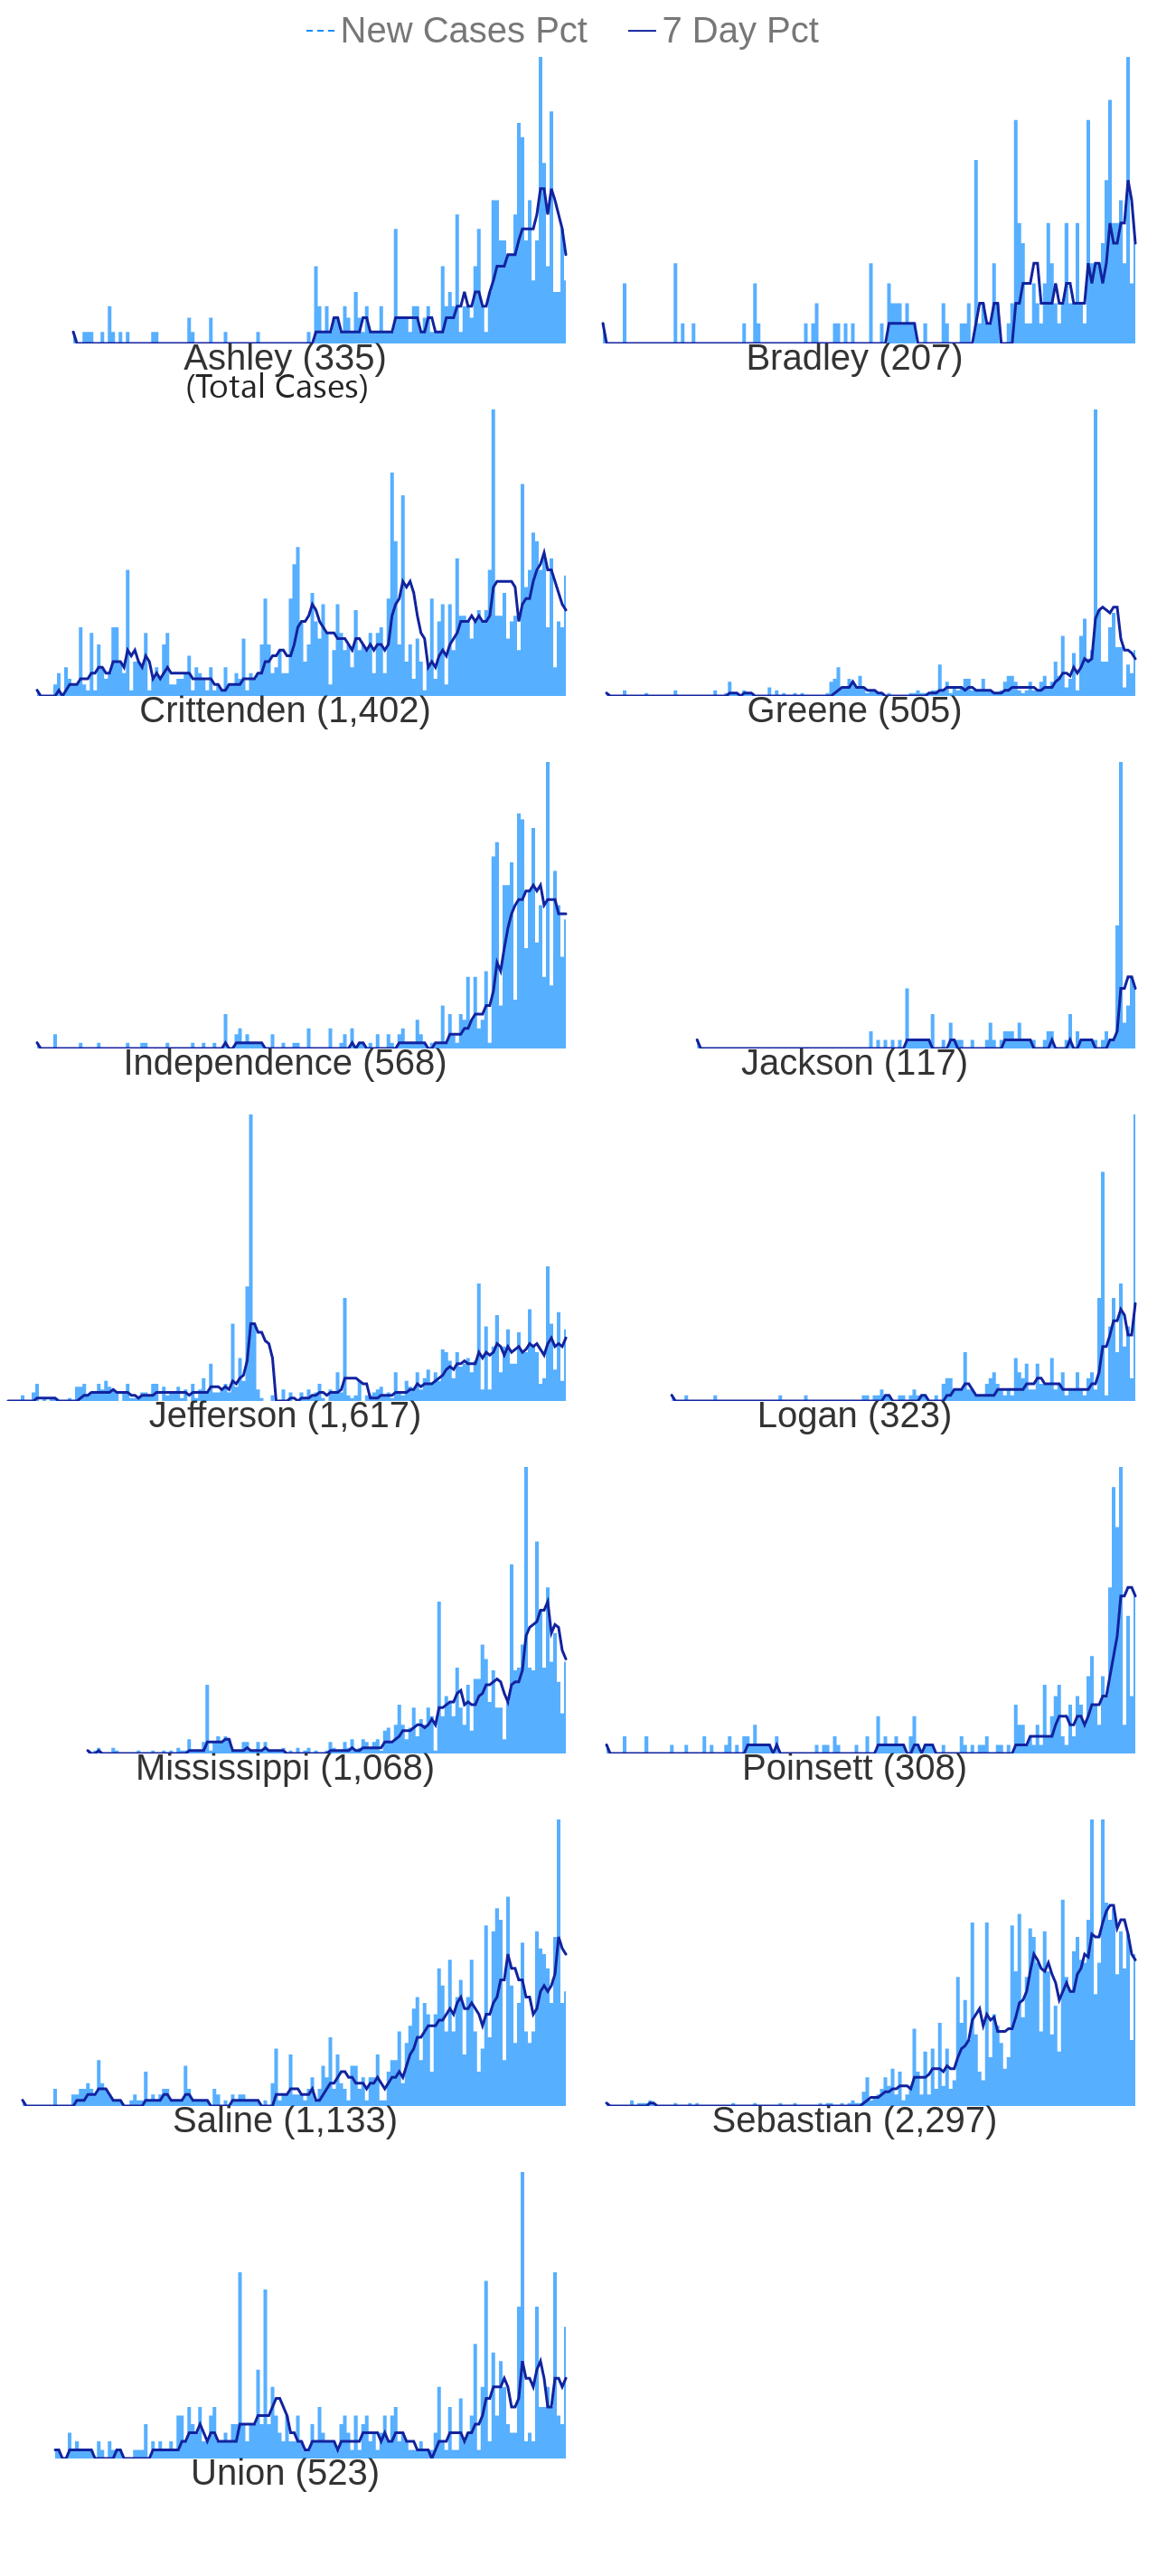 New Cases Pct 7 Day Pct
Ashley (335) Bradley (207)
(Total Cases)
Crittenden (1,402) Greene (505)
Independence (568) Jackson (117)
Jefferson (1,617) Logan (323)
Mississippi (1,068) Poinsett (308)
Saline (1,133) Sebastian (2,297)
Union (523)